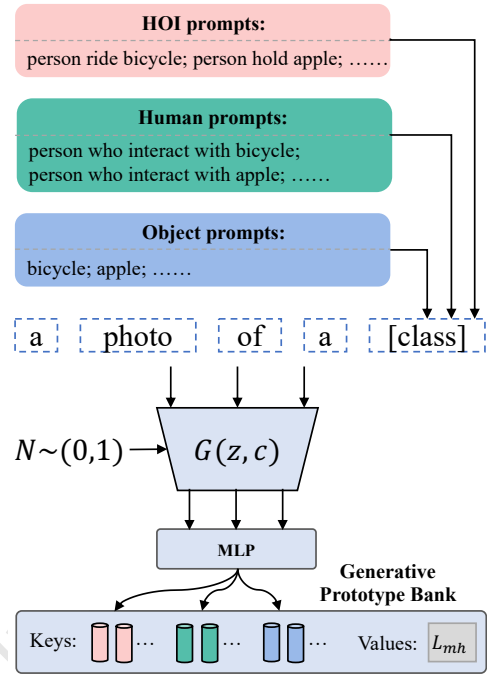 HOI prompts:
person ride bicycle; person hold apple; ……
Human prompts:
person who interact with bicycle;
person who interact with apple; ……
Object prompts:
bicycle; apple; ……
a photo of a [class]
N~(0,1)
G(z, c)
MLP
Generative
Prototype Bank
Keys: … … … Values: L_mh